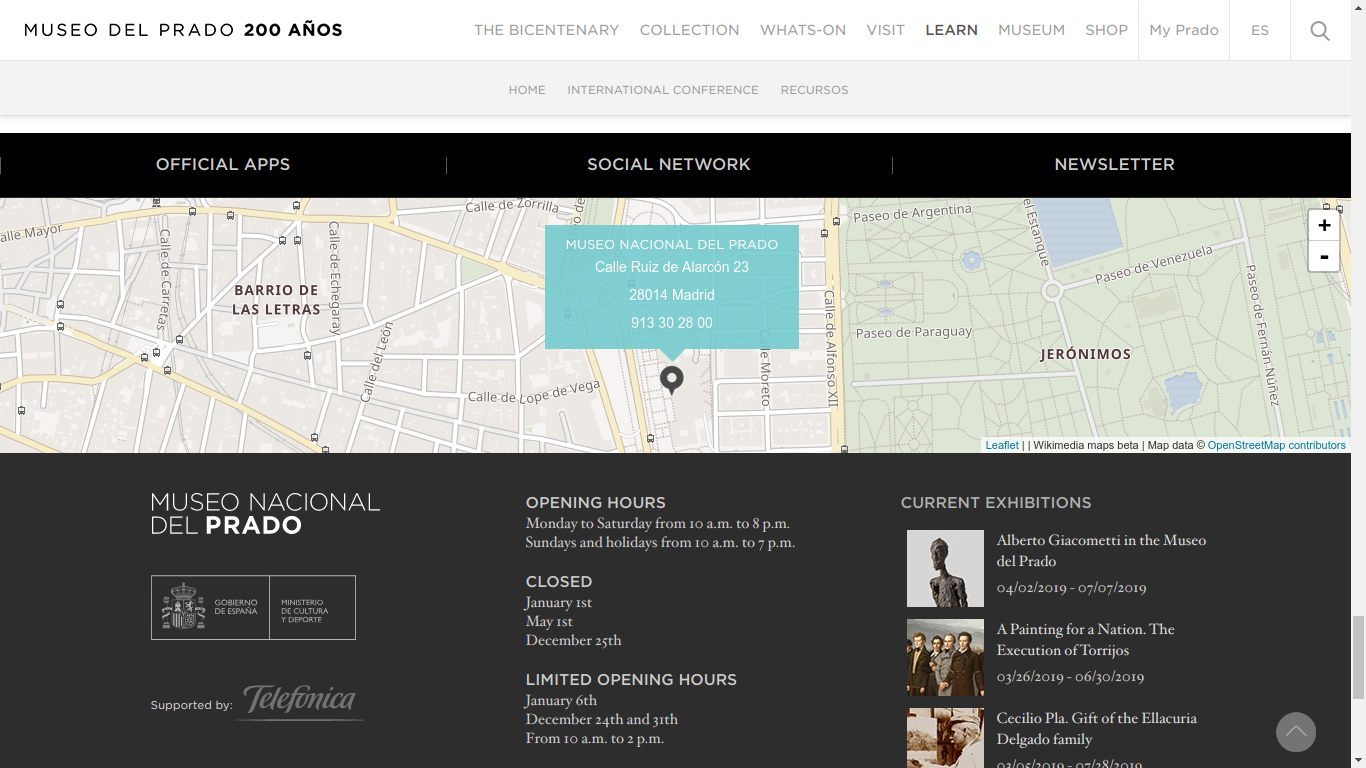 MUSEO DEL PRADO 200 AÑOS
THE BICENTENARY COLLECTION WHATS-ON VISIT LEARN MUSEUM SHOP My Prado ES
HOME INTERNATIONAL CONFERENCE RECURSOS
OFFICIAL APPS SOCIAL NETWORK NEWSLETTER
Calle de Zorrilla
alle Mayor
Calle de Carretas
Calle de Echegaray
BARRIO DE
LAS LETRAS
Calle del León
Calle de Lope de Vega
MUSEO NACIONAL DEL PRADO
Calle Ruiz de Alarcón 23
28014 Madrid
913 30 28 00
Calle Moreto
Calle de Alfonso XII
Paseo de Argentina
del Estanque
Paseo de Venezuela
Paseo de Paraguay
JERÓNIMOS
Paseo de Fernán Núñez
+
-
Leaflet | | Wikimedia maps beta | Map data © OpenStreetMap contributors
MUSEO NACIONAL
DEL PRADO
GOBIERNO
DE ESPAÑA
MINISTERIO
DE CULTURA
Y DEPORTE
Supported by: Telefónica
OPENING HOURS
Monday to Saturday from 10 a.m. to 8 p.m.
Sundays and holidays from 10 a.m. to 7 p.m.
CLOSED
January 1st
May 1st
December 25th
LIMITED OPENING HOURS
January 6th
December 24th and 31th
From 10 a.m. to 2 p.m.
CURRENT EXHIBITIONS
Alberto Giacometti in the Museo
del Prado
04/02/2019 - 07/07/2019
A Painting for a Nation. The
Execution of Torrijos
03/26/2019 - 06/30/2019
Cecilio Pla. Gift of the Ellacuria
Delgado family
03/05/2019 - 07/28/2019